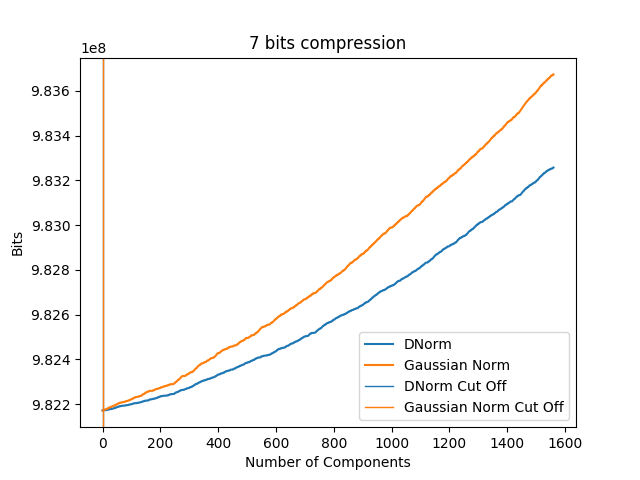 7 bits compression
1e8
9.836
9.834
9.832
9.830
9.828
9.826
9.824
9.822
Bits
DNorm
Gaussian Norm
DNorm Cut Off
Gaussian Norm Cut Off
0 200 400 600 800 1000 1200 1400 1600
Number of Components